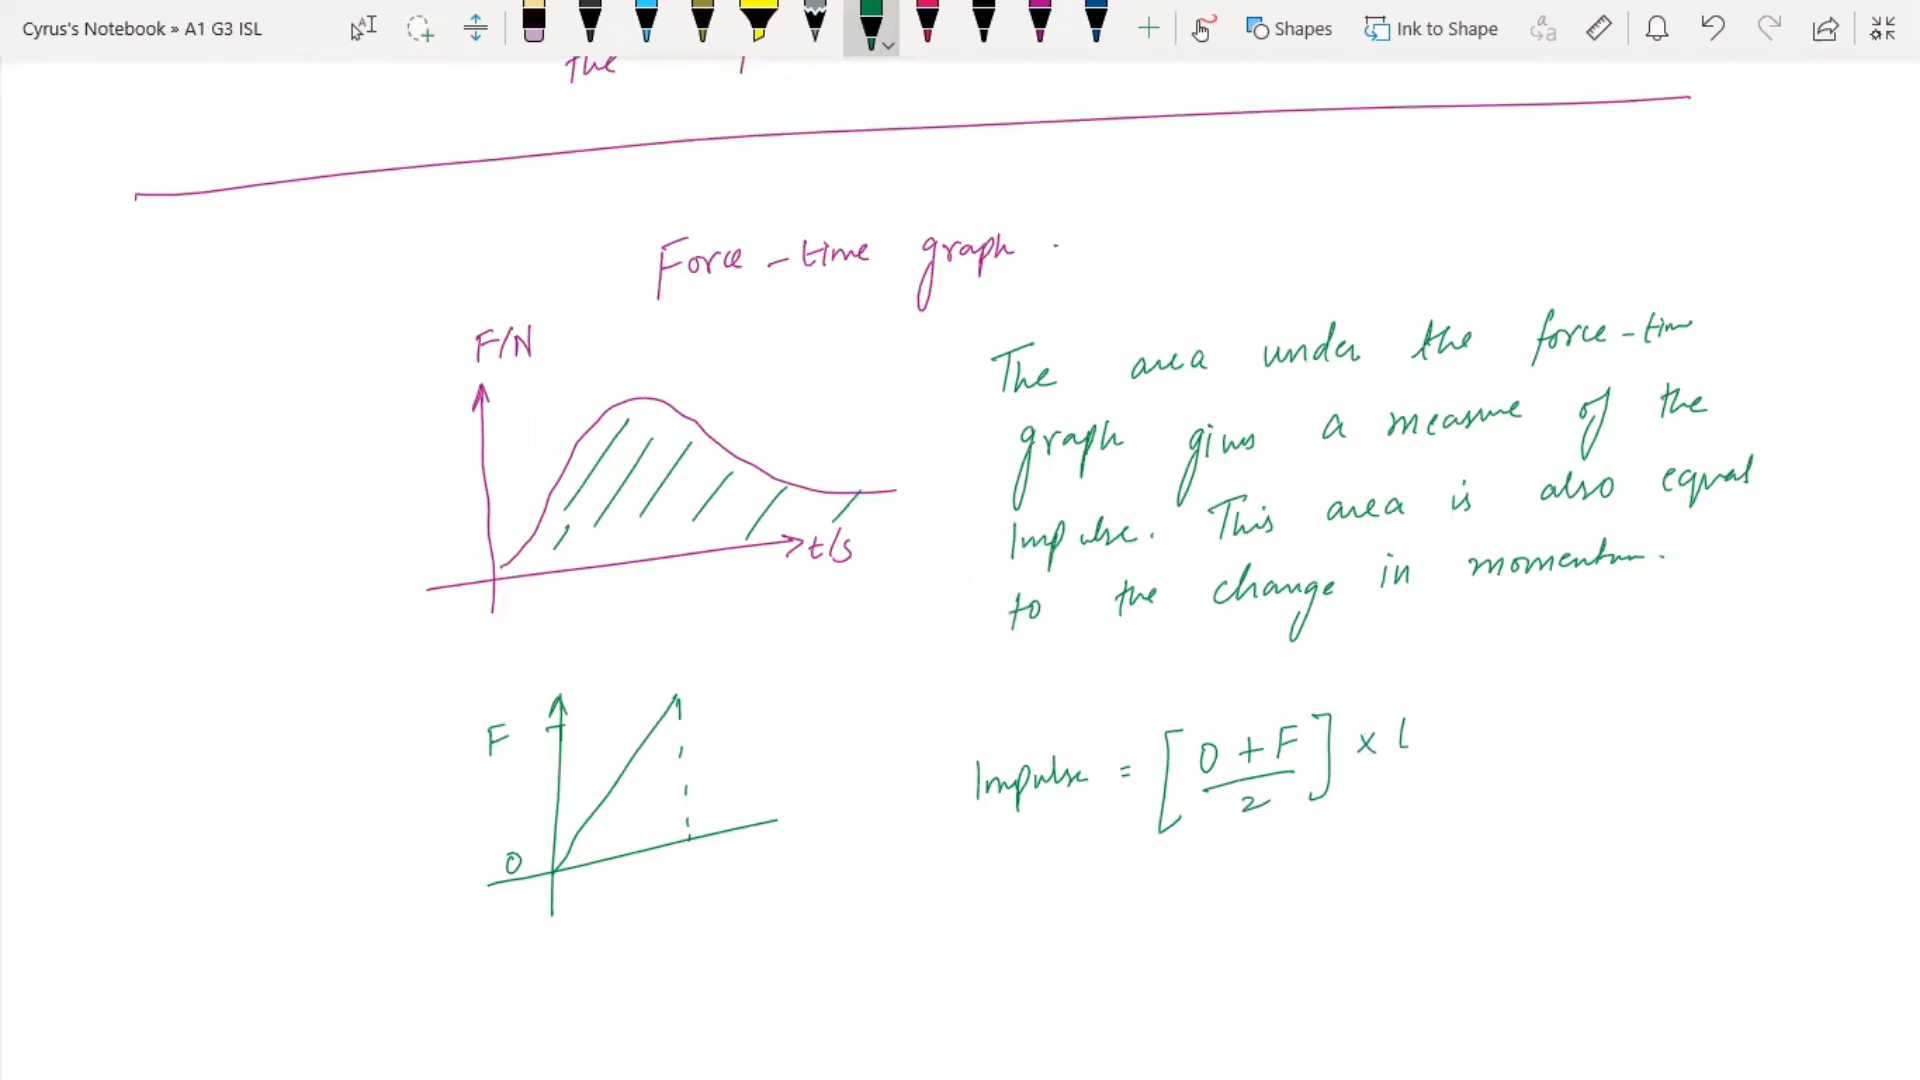 Cyrus's Notebook » A1 G3 ISL
Shapes
Ink to Shape
the
Force - time graph.
F/N
t/s
The area under the force-time
graph gives a measure of the
Impulse. This area is also equal
to the change in momentum.
F
0
Impulse = [0 + F / 2] ×